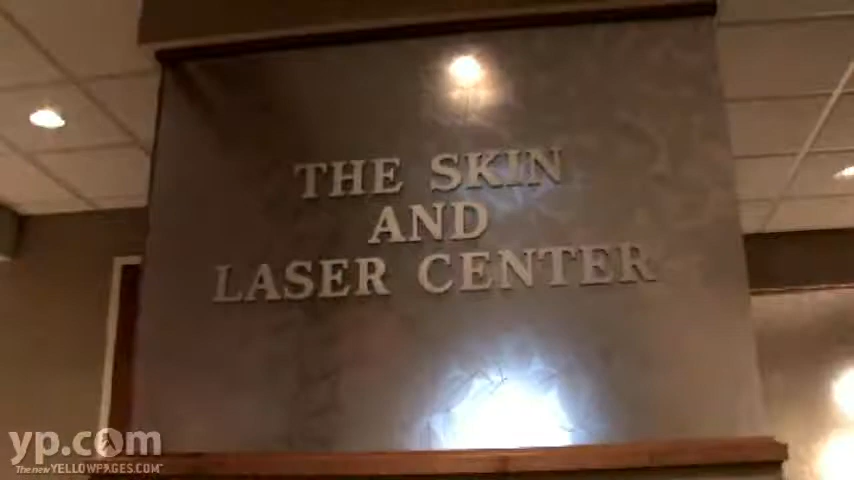 THE SKIN
AND
LASER CENTER
yp.com
The new YELLOWPAGES.COM